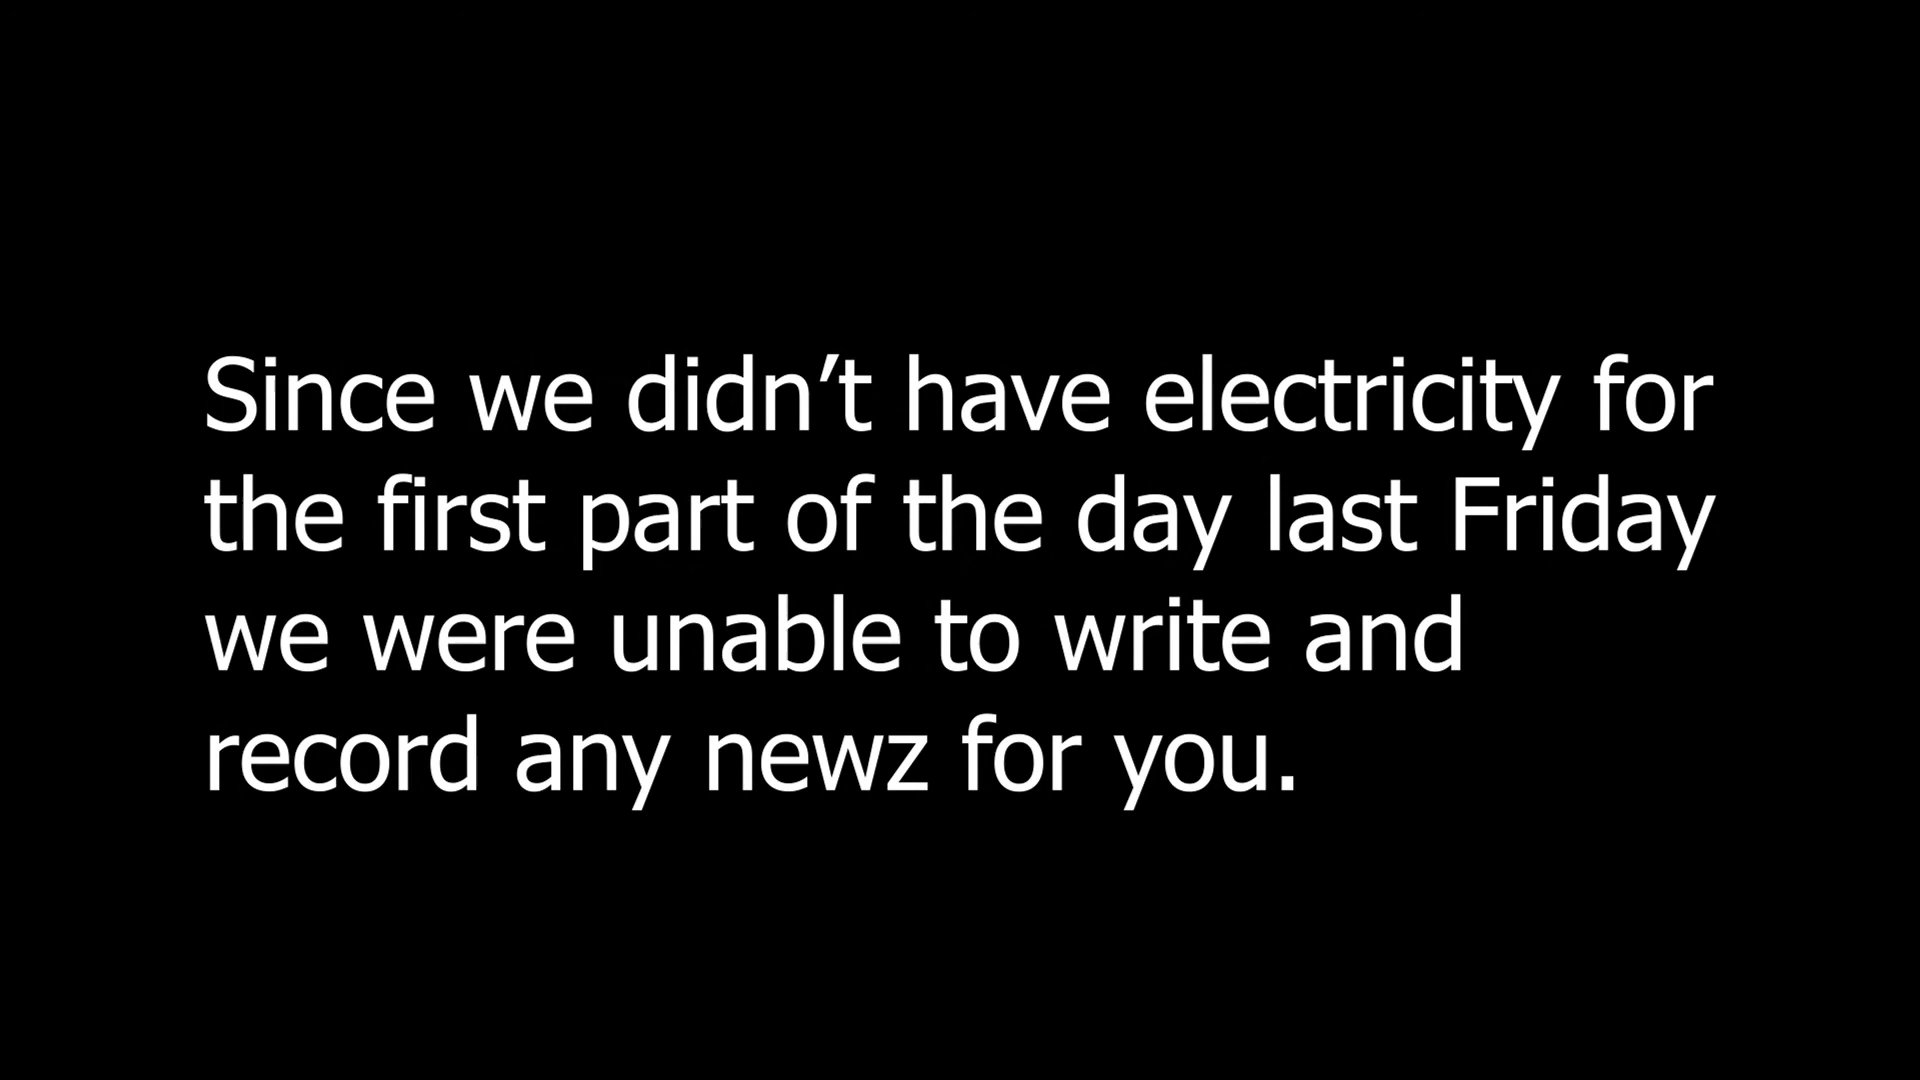 Since we didn’t have electricity for
the first part of the day last Friday
we were unable to write and
record any newz for you.